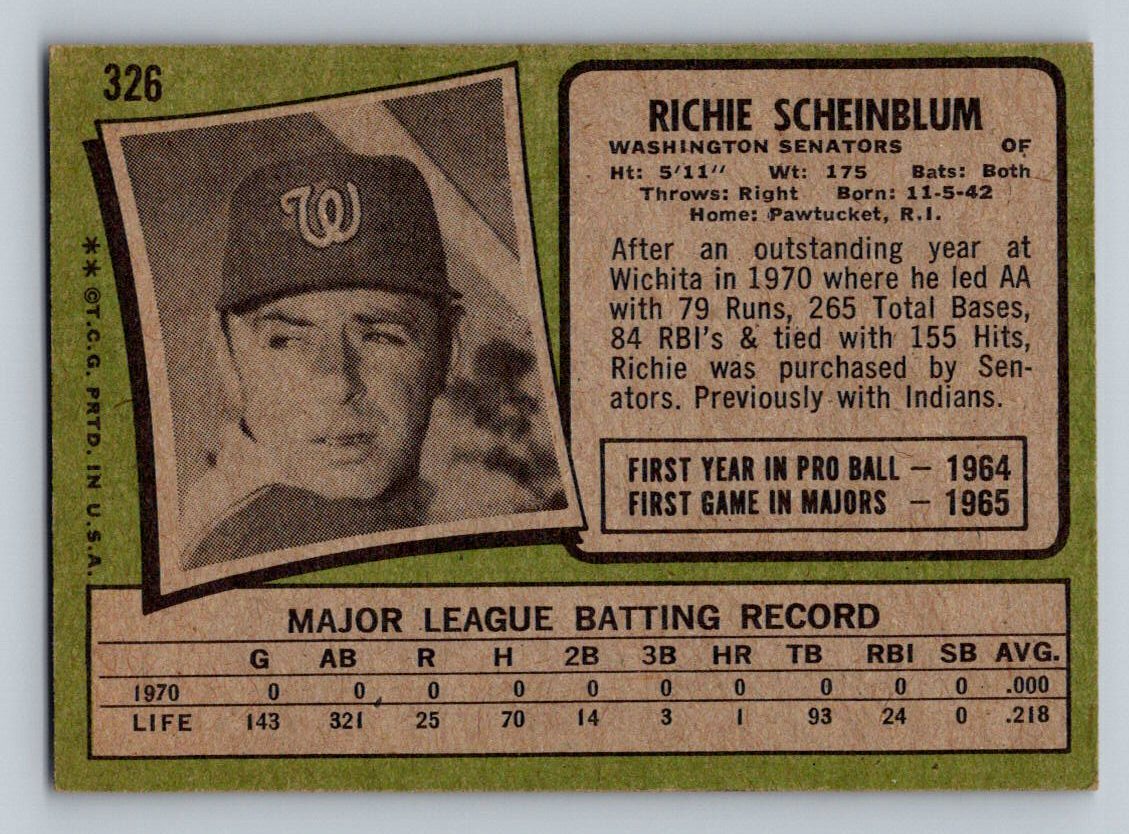 326
W
** ©T.C.G. PRTD. IN U.S.A.
RICHIE SCHEINBLUM
WASHINGTON SENATORS OF
Ht: 5'11" Wt: 175 Bats: Both
Throws: Right Born: 11-5-42
Home: Pawtucket, R.I.
After an outstanding year at
Wichita in 1970 where he led AA
with 79 Runs, 265 Total Bases,
84 RBI's & tied with 155 Hits,
Richie was purchased by Sen-
ators. Previously with Indians.
FIRST YEAR IN PRO BALL — 1964
FIRST GAME IN MAJORS — 1965
MAJOR LEAGUE BATTING RECORD
G AB R H 2B 3B HR TB RBI SB AVG.
1970 0 0 0 0 0 0 0 0 0 0 .000
LIFE 143 321 25 70 14 3 1 93 24 0 .218